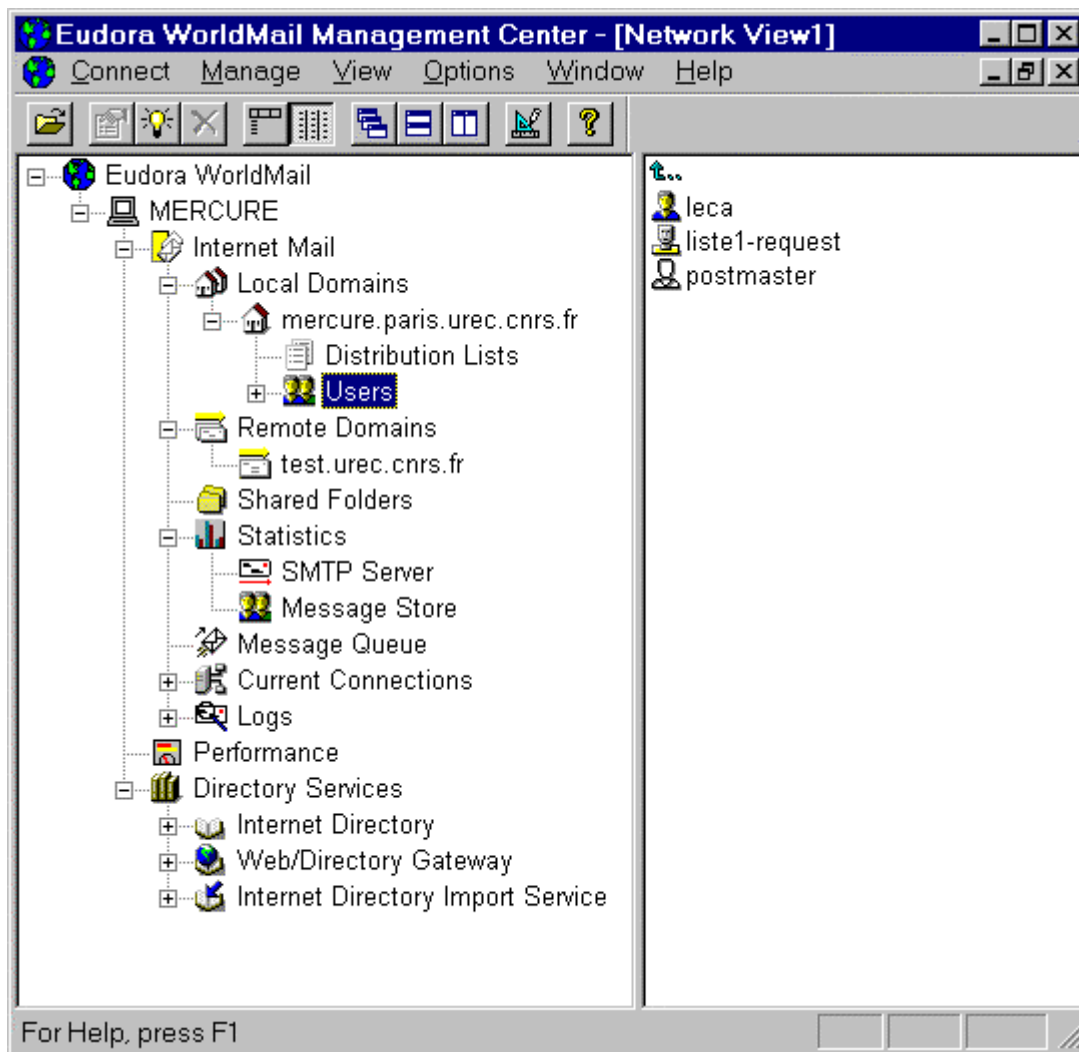 Eudora WorldMail Management Center - [Network View1]
Connect Manage View Options Window Help
Eudora WorldMail
MERCURE
Internet Mail
Local Domains
mercure.paris.urec.cnrs.fr
Distribution Lists
Users
Remote Domains
test.urec.cnrs.fr
Shared Folders
Statistics
SMTP Server
Message Store
Message Queue
Current Connections
Logs
Performance
Directory Services
Internet Directory
Web/Directory Gateway
Internet Directory Import Service
..
leca
liste1-request
postmaster
For Help, press F1